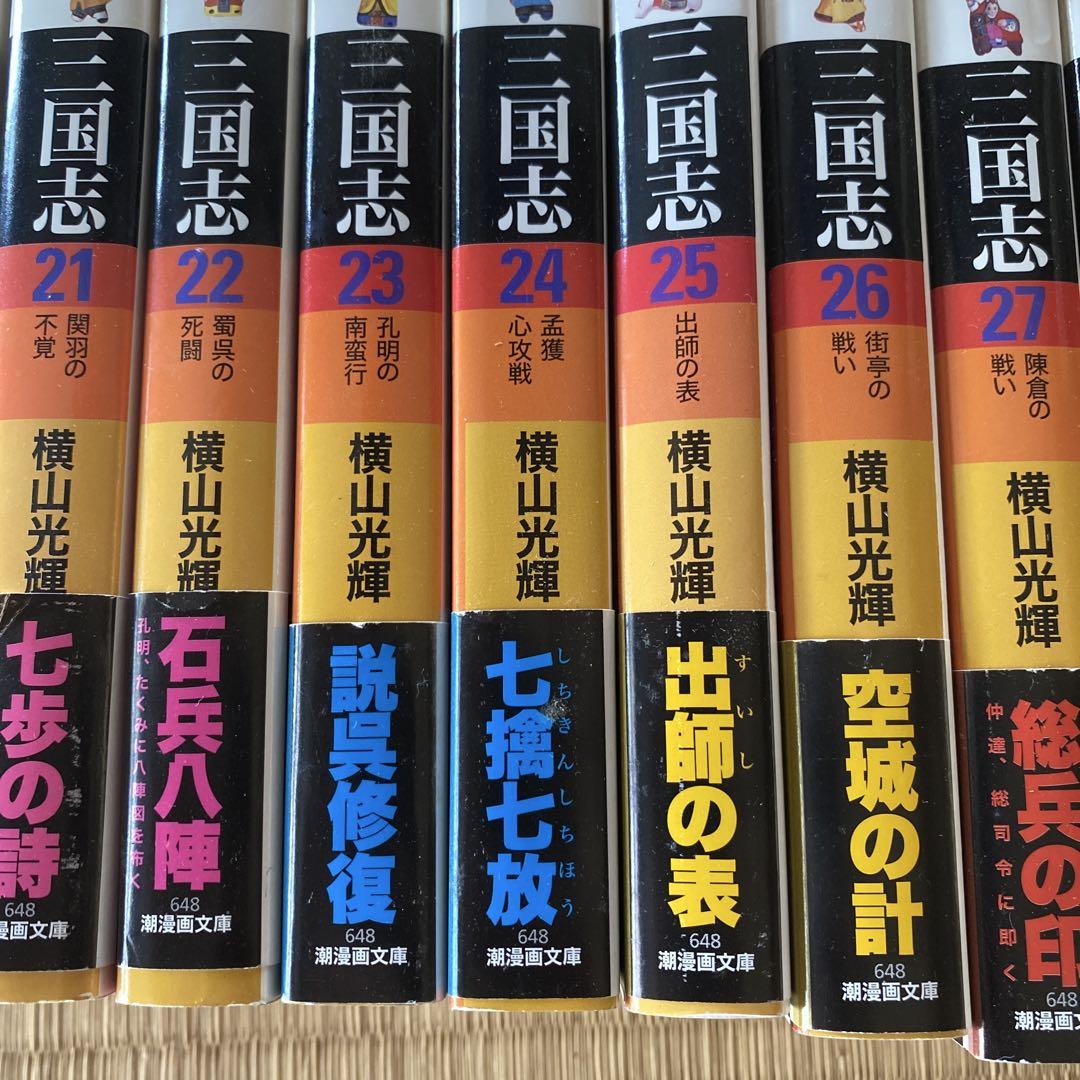 三国志
21
関羽の
不覚
横山光輝
七歩の詩
648
潮漫画文庫
三国志
22
蜀呉の
死闘
横山光輝
石兵八陣
孔明、たくみに八陣図を布く
648
潮漫画文庫
三国志
23
孔明の
南蛮行
横山光輝
説呉修復
648
潮漫画文庫
三国志
24
孟獲
心攻戦
横山光輝
七擒七放
しちきんしちほう
648
潮漫画文庫
三国志
25
出師の表
横山光輝
出師の表
すいし
648
潮漫画文庫
三国志
26
街亭の
戦い
横山光輝
空城の計
648
潮漫画文庫
三国志
27
陳倉の
戦い
横山光輝
総兵の印
仲達、総司令に即く
648
潮漫画文